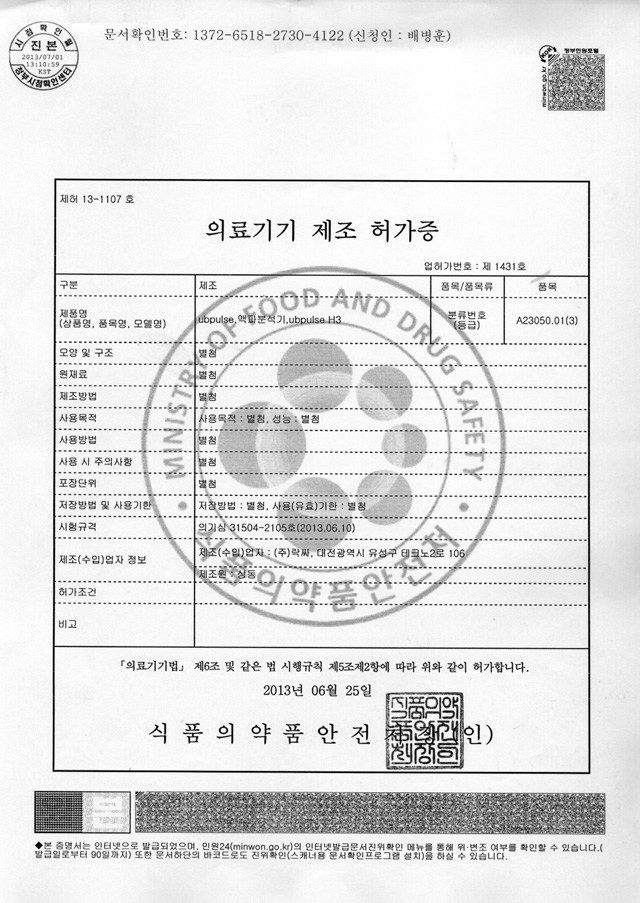 문서확인번호: 1372-6518-2730-4122 (신청인 : 배병훈)
시점확인필
진본
2013/07/01
13:10:59
KST
정부시점확인센터
정부민원포털
minwon.go.kr
제허 13-1107 호
의료기기 제조 허가증
업허가번호 : 제 1431호
구분 제조 품목/품목류 품목
제품명
(상품명, 품목명, 모델명) ubpulse,맥파분석기,ubpulse H3 분류번호
(등급) A23050.01(3)
모양 및 구조 별첨
원재료 별첨
제조방법 별첨
사용목적 사용목적 : 별첨, 성능 : 별첨
사용방법 별첨
사용 시 주의사항 별첨
포장단위 별첨
저장방법 및 사용기한 저장방법 : 별첨, 사용(유효)기한 : 별첨
시험규격 의기심 31504-2105호(2013.06.10)
제조(수입)업자 정보 제조(수입)업자 : (주)락싸, 대전광역시 유성구 테크노2로 106
제조원 : 상동
허가조건
비고
MINISTRY OF FOOD AND DRUG SAFETY
식품의약품안전처
「의료기기법」 제6조 및 같은 법 시행규칙 제5조제2항에 따라 위와 같이 허가합니다.
2013년 06월 25일
식품의약품안전처장(인)
◆본 증명서는 인터넷으로 발급되었으며, 민원24(minwon.go.kr)의 인터넷발급문서진위확인 메뉴를 통해 위·변조 여부를 확인할 수 있습니다.(
발급일로부터 90일까지) 또한 문서하단의 바코드로도 진위확인(스캐너용 문서확인프로그램 설치)을 하실 수 있습니다.